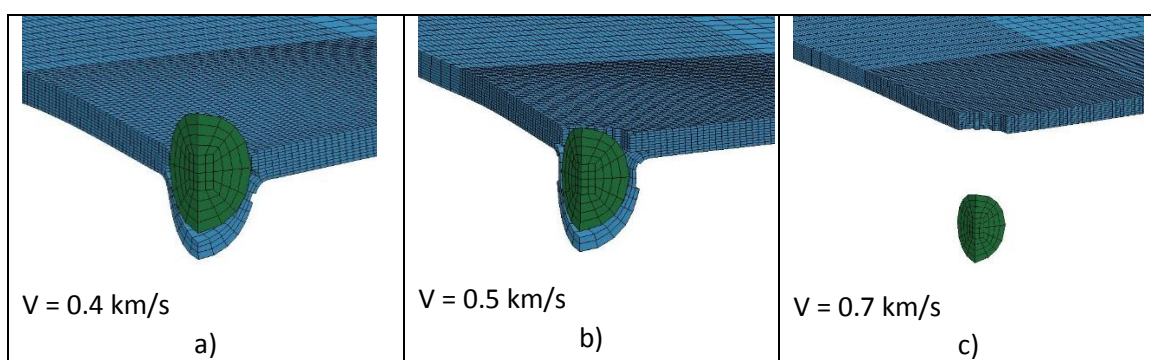 V = 0.4 km/s
a)
V = 0.5 km/s
b)
V = 0.7 km/s
c)